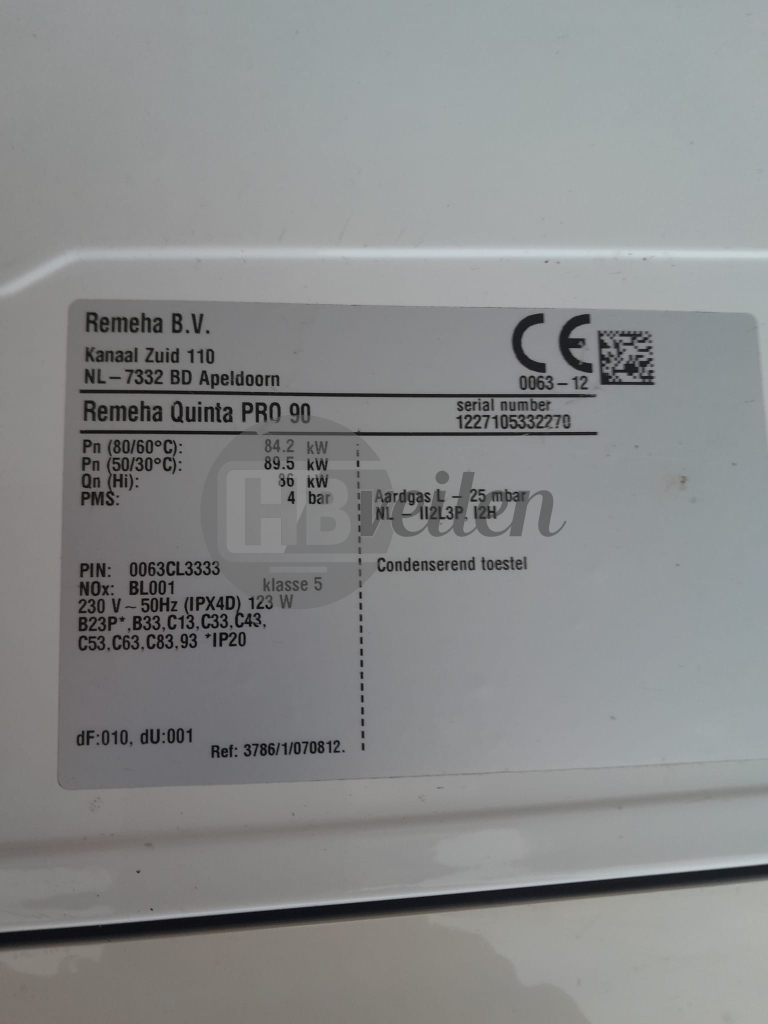 Remeha B.V.
Kanaal Zuid 110
NL-7332 BD Apeldoorn
CE
0063-12
Remeha Quinta PRO 90
serial number
1227105332270
Pn (80/60°C): 84.2 kW
Pn (50/30°C): 89.5 kW
Qn (Hi): 86 kW
PMS: 4 bar
Aardgas L - 25 mbar
NL - II2L3P, I2H
HBveilen
Condenserend toestel
PIN: 0063CL3333
NOx: BL001 klasse 5
230 V ~ 50Hz (IPX4D) 123 W
B23P*,B33,C13,C33,C43,
C53,C63,C83,93 *IP20
dF:010, dU:001
Ref: 3786/1/070812.